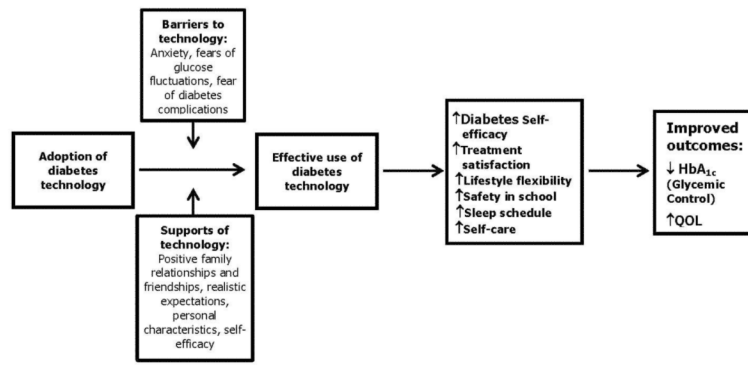 Barriers to
technology:
Anxiety, fears of
glucose
fluctuations, fear
of diabetes
complications
Adoption of
diabetes
technology
Effective use of
diabetes
technology
Supports of
technology:
Positive family
relationships and
friendships, realistic
expectations,
personal
characteristics, self-
efficacy
↑Diabetes Self-
efficacy
↑Treatment
satisfaction
↑Lifestyle flexibility
↑Safety in school
↑Sleep schedule
↑Self-care
Improved
outcomes:
↓ HbA1c
(Glycemic
Control)
↑QOL